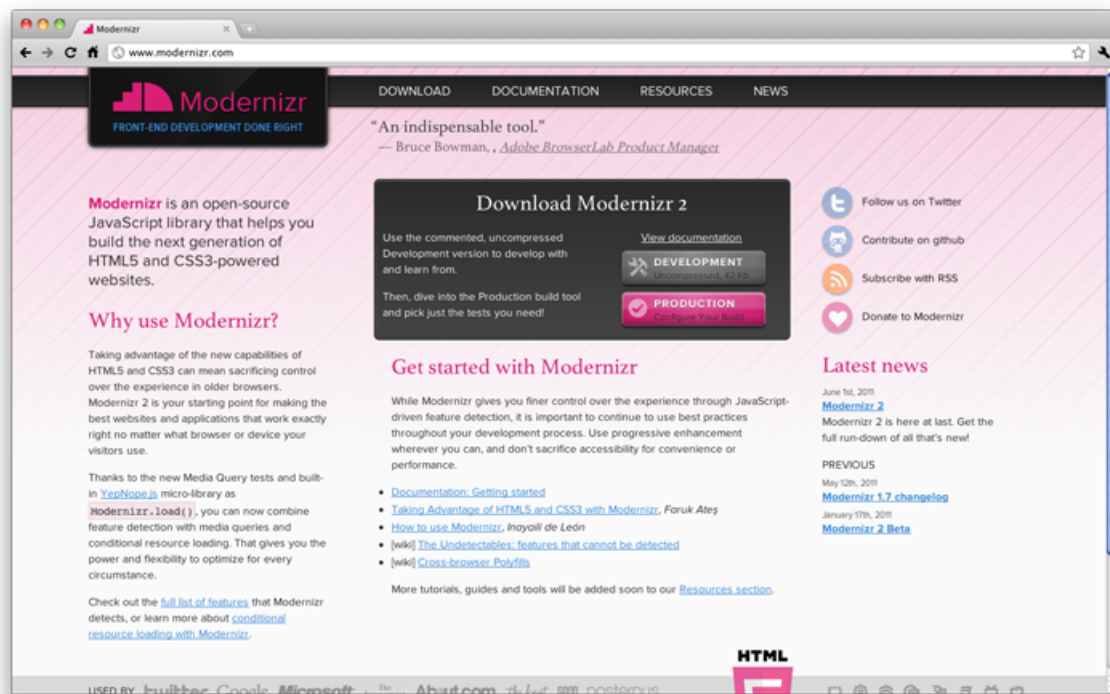 Modernizr
www.modernizr.com
Modernizr
FRONT-END DEVELOPMENT DONE RIGHT
DOWNLOAD DOCUMENTATION RESOURCES NEWS
“An indispensable tool.”
— Bruce Bowman, , Adobe BrowserLab Product Manager
Modernizr is an open-source
JavaScript library that helps you
build the next generation of
HTML5 and CSS3-powered
websites.
Why use Modernizr?
Taking advantage of the new capabilities of
HTML5 and CSS3 can mean sacrificing control
over the experience in older browsers.
Modernizr 2 is your starting point for making the
best websites and applications that work exactly
right no matter what browser or device your
visitors use.
Thanks to the new Media Query tests and built-
in YepNope.js micro-library as
Modernizr.load(), you can now combine
feature detection with media queries and
conditional resource loading. That gives you the
power and flexibility to optimize for every
circumstance.
Check out the full list of features that Modernizr
detects, or learn more about conditional
resource loading with Modernizr.
Download Modernizr 2
Use the commented, uncompressed
Development version to develop with
and learn from.
Then, dive into the Production build tool
and pick just the tests you need!
View documentation
DEVELOPMENT
Uncompressed, 42 Kb
PRODUCTION
Configure Your Build
Get started with Modernizr
While Modernizr gives you finer control over the experience through JavaScript-
driven feature detection, it is important to continue to use best practices
throughout your development process. Use progressive enhancement
wherever you can, and don't sacrifice accessibility for convenience or
performance.
• Documentation: Getting started
• Taking Advantage of HTML5 and CSS3 with Modernizr, Faruk Ateş
• How to use Modernizr, Inayaili de León
• [wiki] The Undetectables: features that cannot be detected
• [wiki] Cross-browser Polyfills
More tutorials, guides and tools will be added soon to our Resources section.
Follow us on Twitter
Contribute on github
Subscribe with RSS
Donate to Modernizr
Latest news
June 1st, 2011
Modernizr 2
Modernizr 2 is here at last. Get the
full run-down of all that's new!
PREVIOUS
May 12th, 2011
Modernizr 1.7 changelog
January 17th, 2011
Modernizr 2 Beta
HTML
USED BY twitter Google Microsoft The About.com posterous